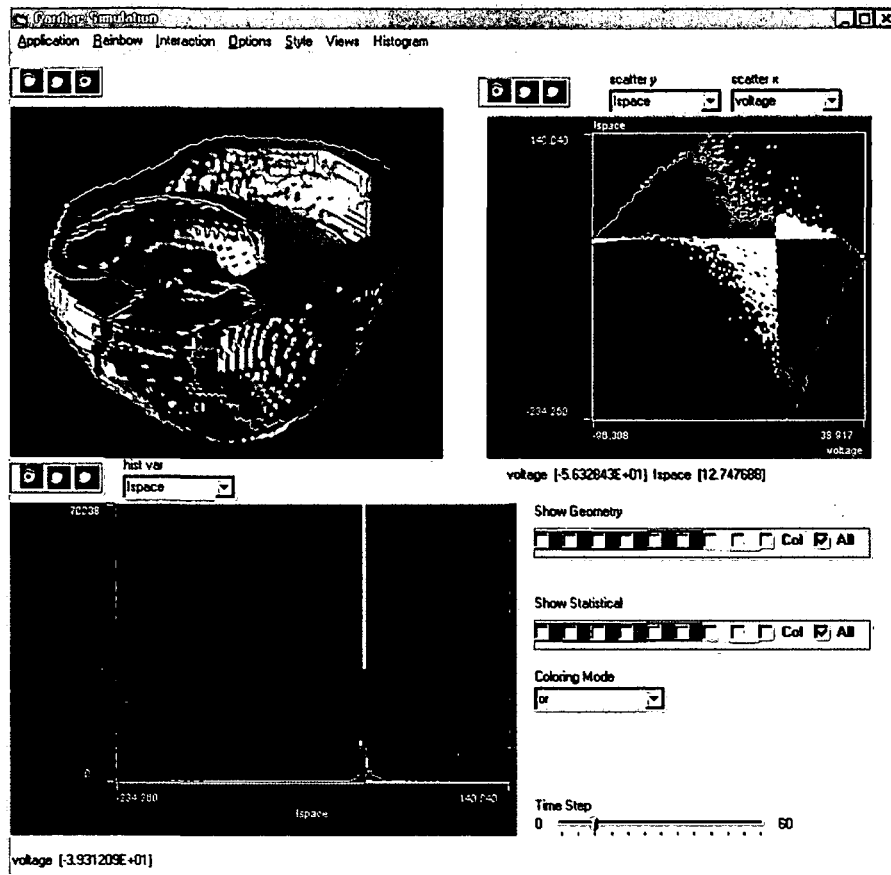 Cardiac Simulation
Application Rainbow Interaction Options Style Views Histogram
scatter y scatter x
Ispace voltage
Ispace
140.040
-234.260
-98.308 38.917
voltage
hist var
Ispace
voltage [-5.632843E+01] Ispace [12.747688]
0
-234.260 140.040
Ispace
Show Geometry
Col All
Show Statistical
Col All
Coloring Mode
or
Time Step
0 60
voltage [-3.931209E+01]